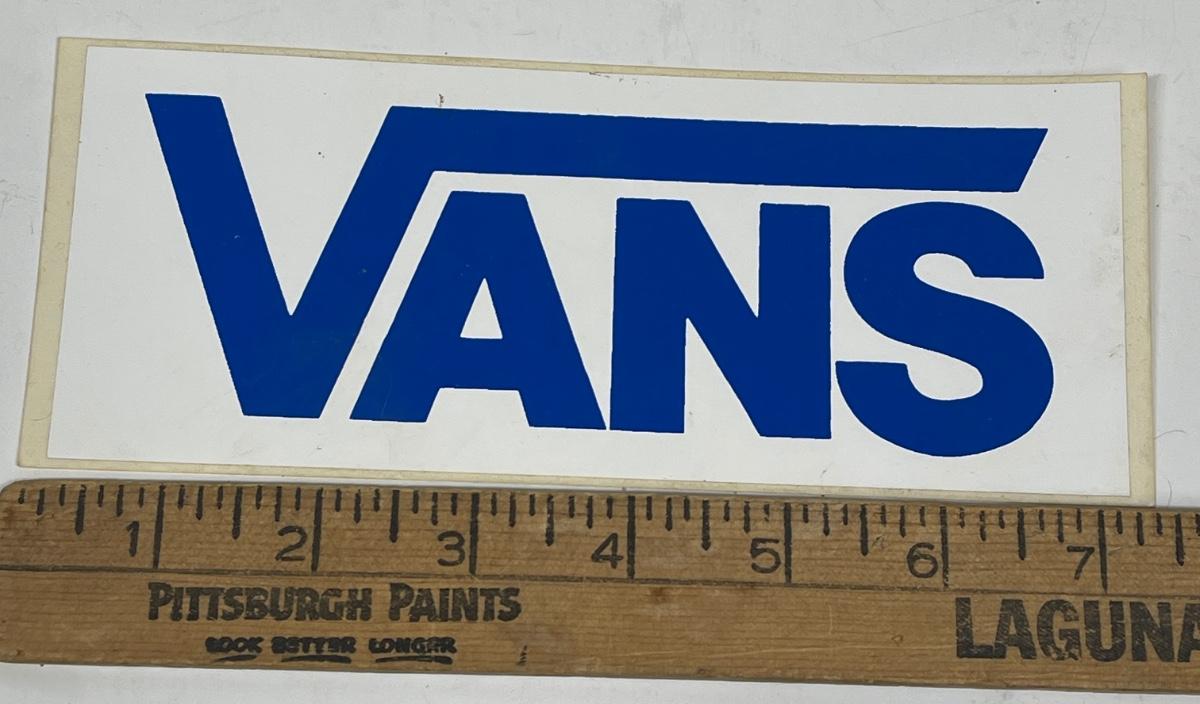 VANS
1 2 3 4 5 6 7
PITTSBURGH PAINTS
LOOK BETTER LONGER
LAGUNA